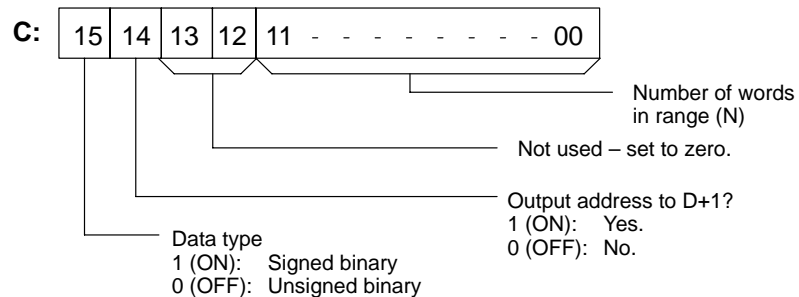 C: 15 14 13 12 11 - - - - - - - - 00
Number of words
in range (N)
Not used – set to zero.
Output address to D+1?
1 (ON): Yes.
0 (OFF): No.
Data type
1 (ON): Signed binary
0 (OFF): Unsigned binary